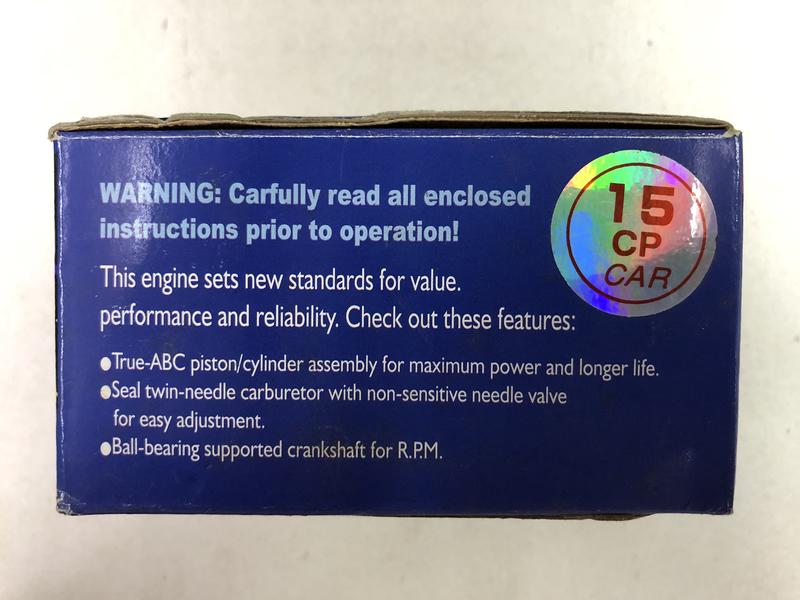 WARNING: Carfully read all enclosed
instructions prior to operation!
This engine sets new standards for value.
performance and reliability. Check out these features:
●True-ABC piston/cylinder assembly for maximum power and longer life.
●Seal twin-needle carburetor with non-sensitive needle valve
for easy adjustment.
●Ball-bearing supported crankshaft for R.P.M.
15
CP
CAR